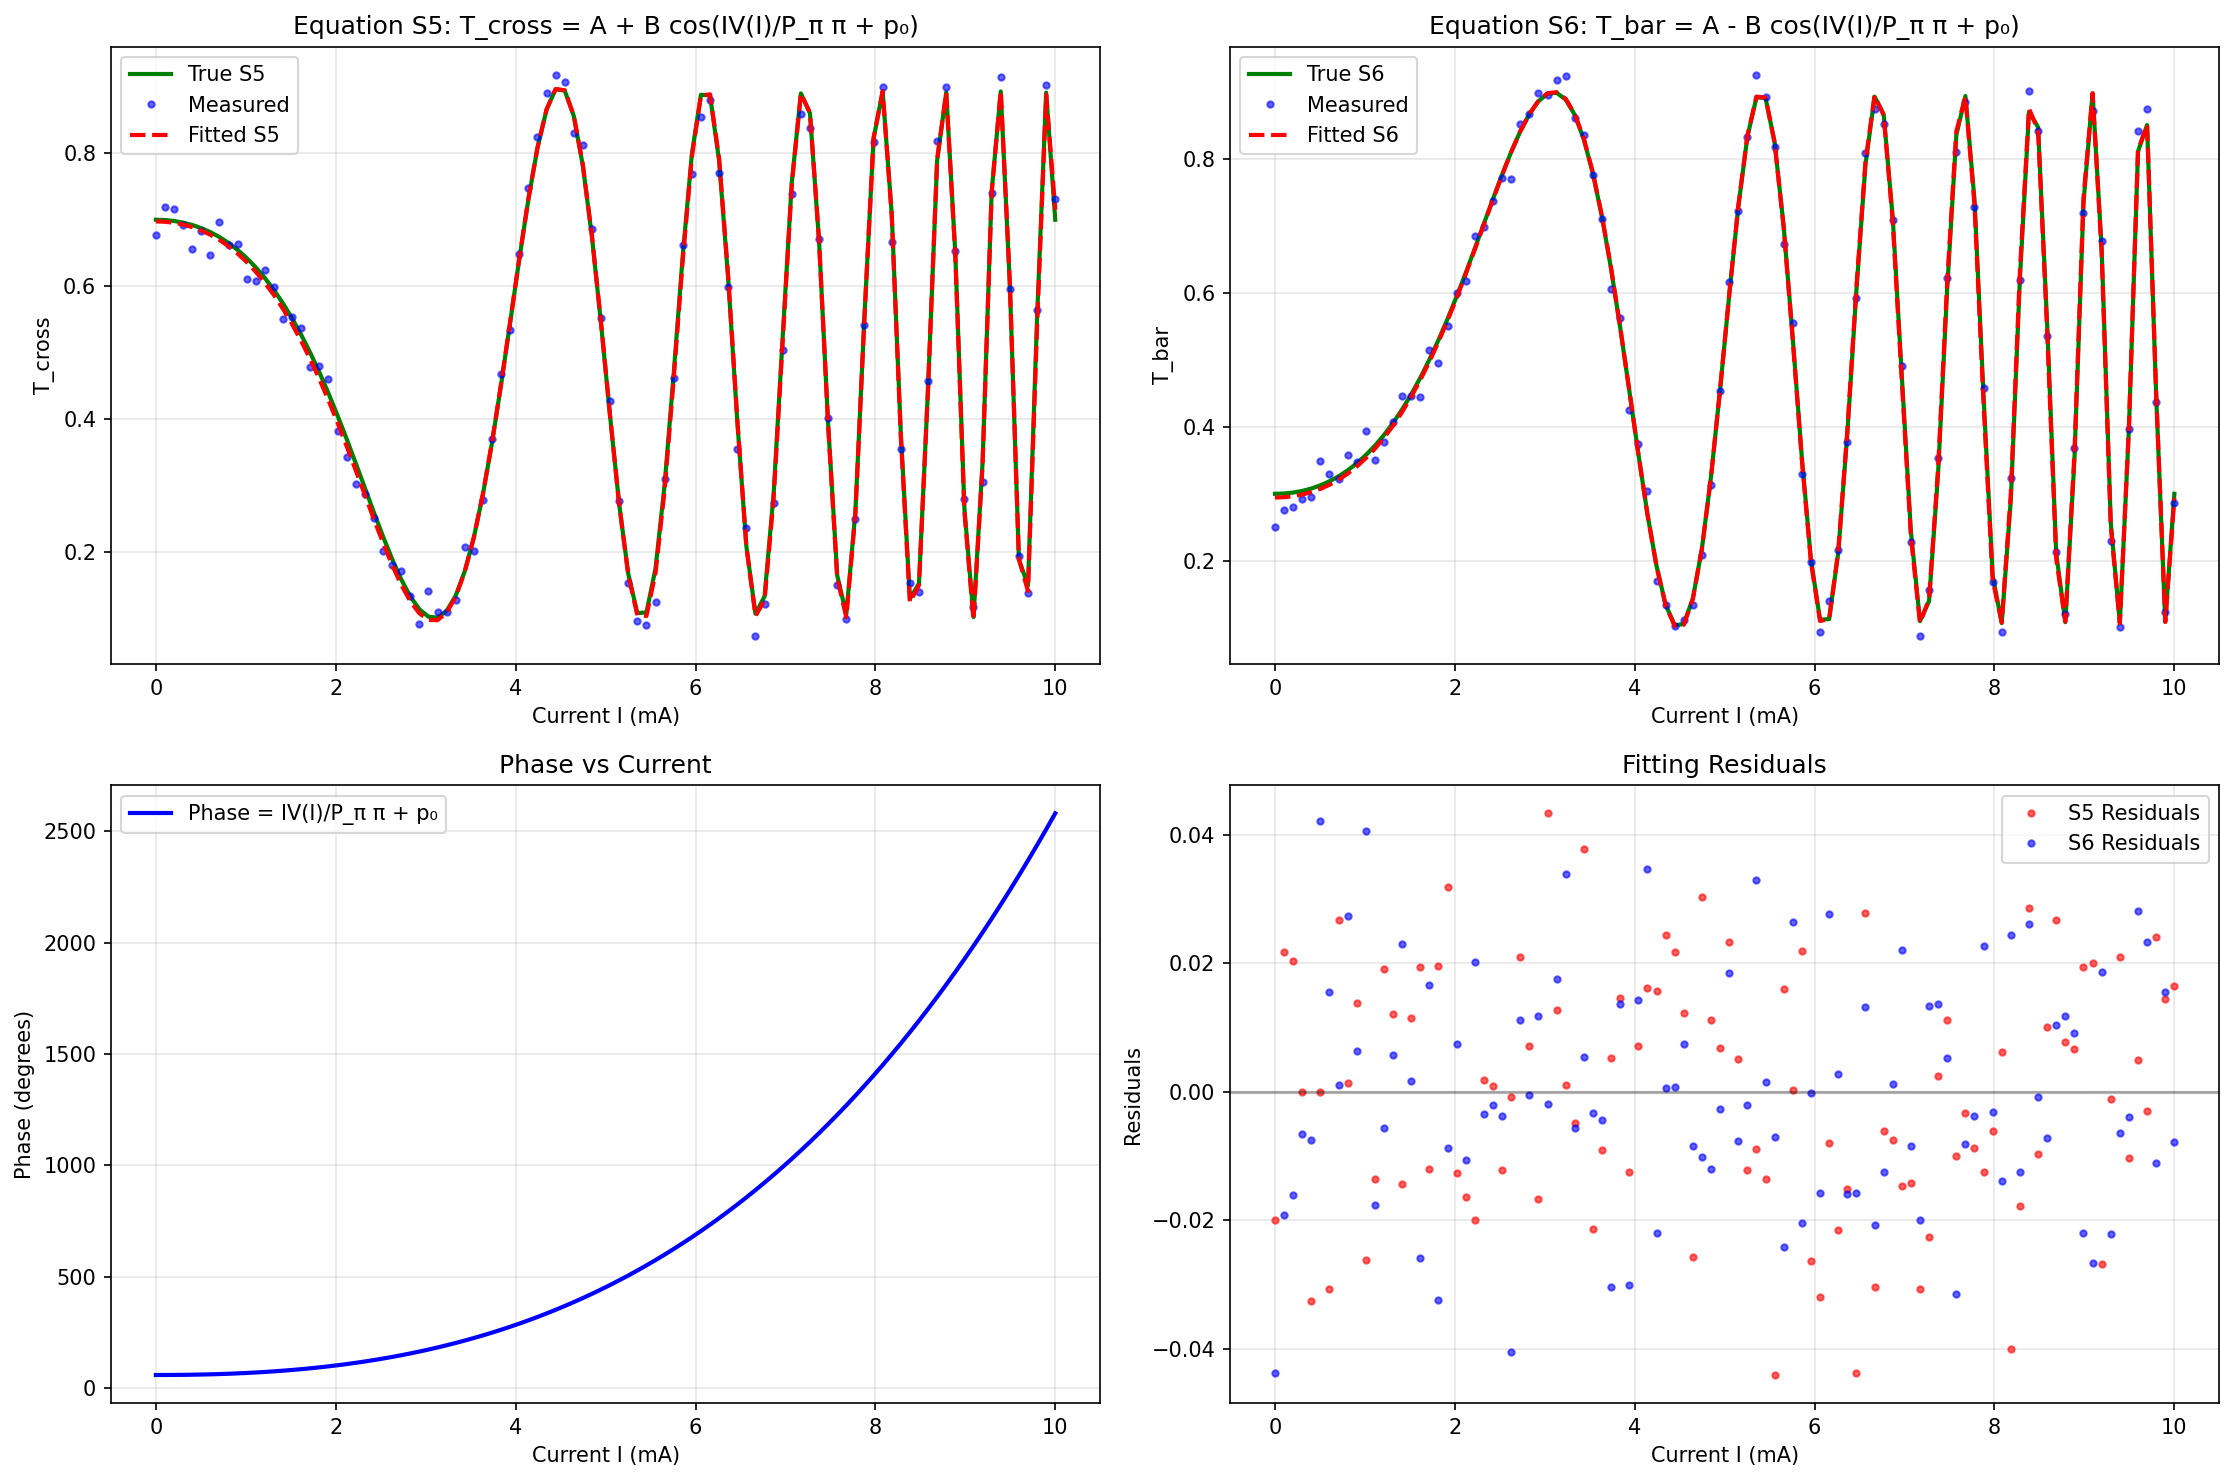 Equation S5: T_cross = A + B cos(IV(I)/P_π π + p₀)
True S5
Measured
Fitted S5
T_cross
0.8
0.6
0.4
0.2
0 2 4 6 8 10
Current I (mA)
Equation S6: T_bar = A - B cos(IV(I)/P_π π + p₀)
True S6
Measured
Fitted S6
T_bar
0.8
0.6
0.4
0.2
0 2 4 6 8 10
Current I (mA)
Phase vs Current
Phase = IV(I)/P_π π + p₀
Phase (degrees)
2500
2000
1500
1000
500
0
0 2 4 6 8 10
Current I (mA)
Fitting Residuals
S5 Residuals
S6 Residuals
Residuals
0.04
0.02
0.00
−0.02
−0.04
0 2 4 6 8 10
Current I (mA)